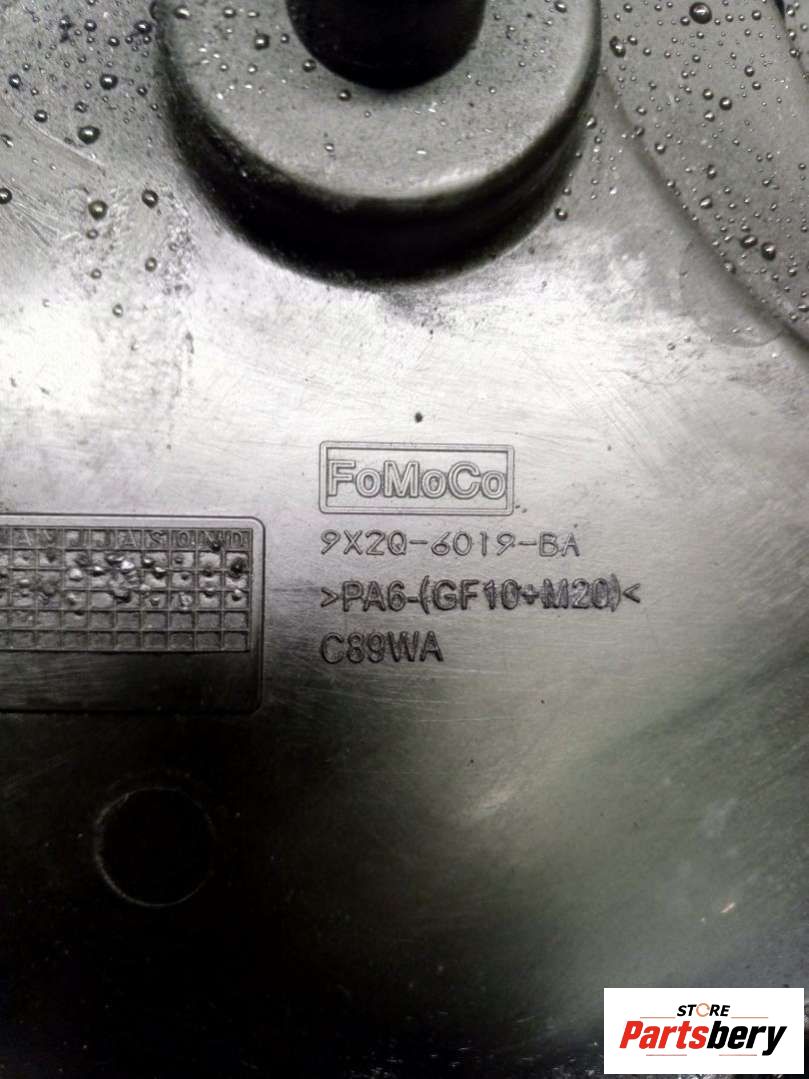 FoMoCo
A M J J A S O N D
9X2Q-6019-BA
>PA6-(GF10+M20)<
C89WA
STORE
Partsbery